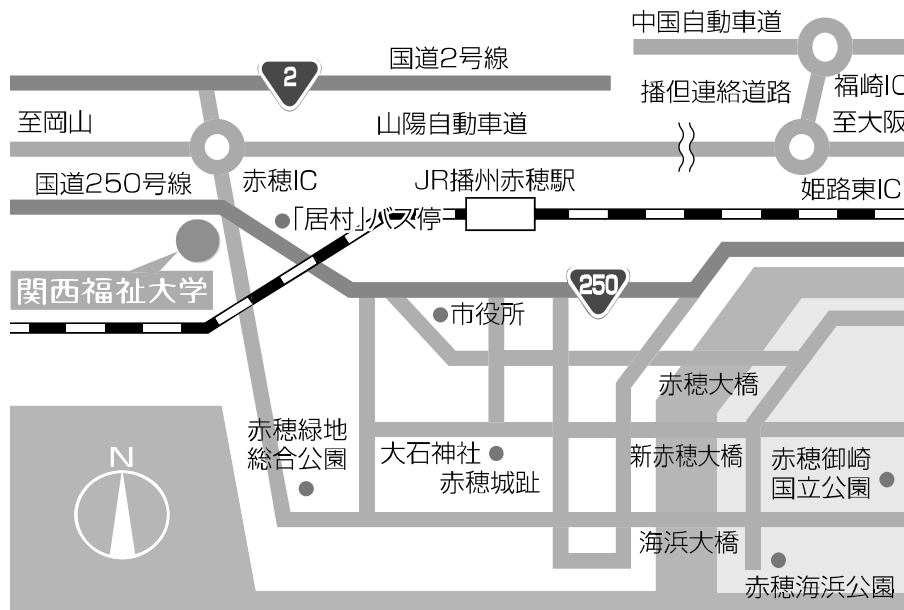 中国自動車道
国道2号線
2
播但連絡道路
福崎IC
至岡山
山陽自動車道
至大阪
国道250号線
赤穂IC
JR播州赤穂駅
姫路東IC
「居村」バス停
関西福祉大学
250
市役所
赤穂大橋
赤穂緑地
総合公園
大石神社
赤穂城趾
新赤穂大橋
赤穂御崎
国立公園
N
海浜大橋
赤穂海浜公園